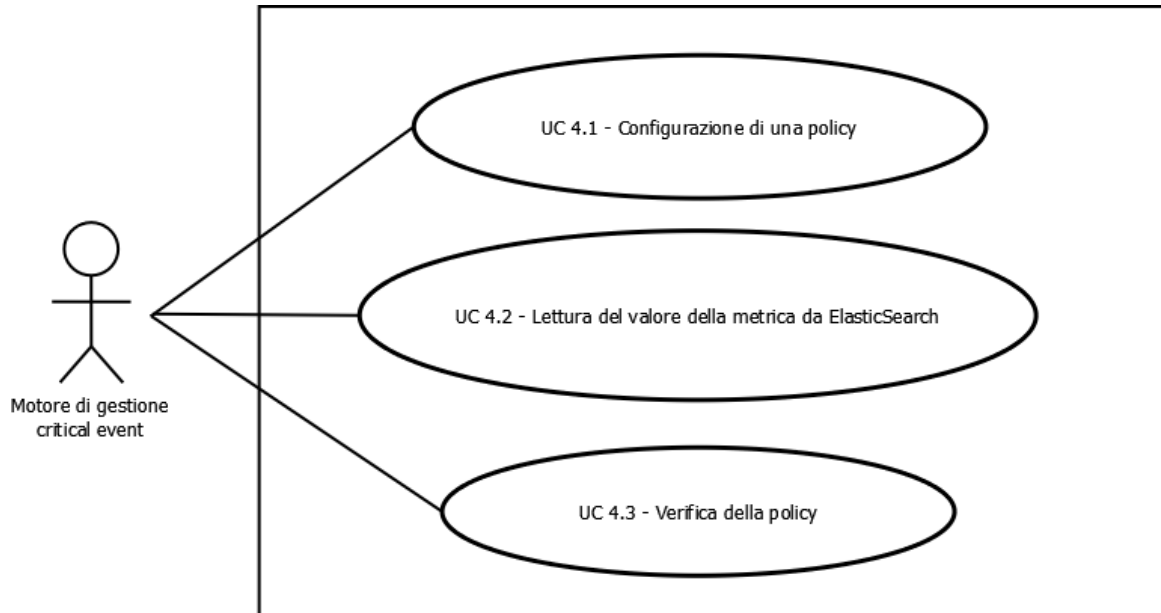 UC 4.1 - Configurazione di una policy
UC 4.2 - Lettura del valore della metrica da ElasticSearch
Motore di gestione
critical event
UC 4.3 - Verifica della policy